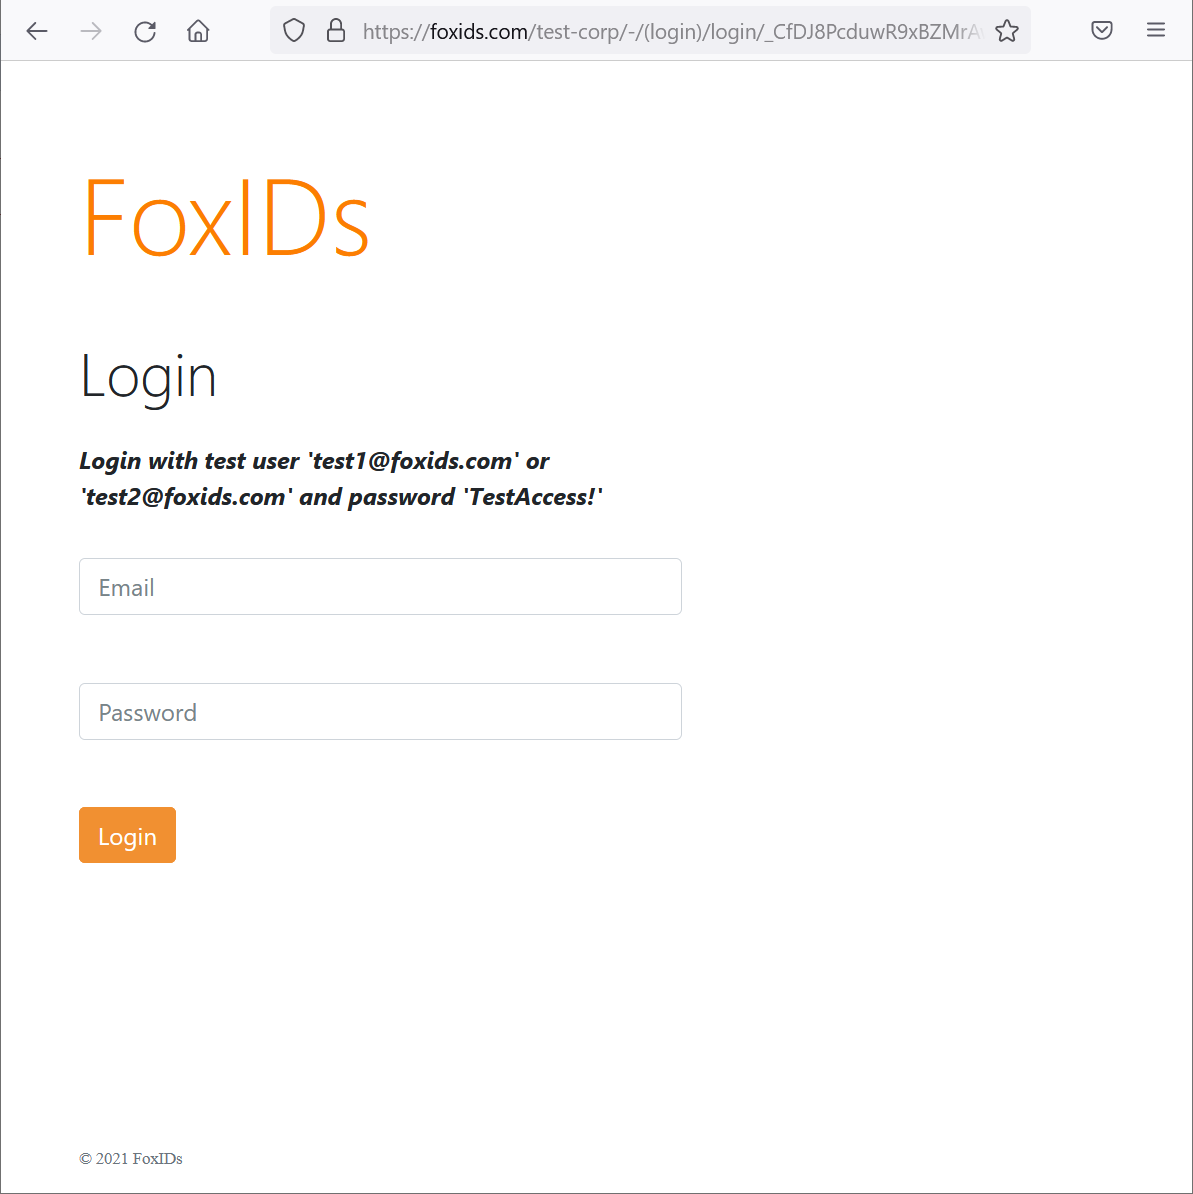 https://foxids.com/test-corp/-/(login)/login/_CfDJ8PcduwR9xBZMrA
FoxIDs
Login
Login with test user 'test1@foxids.com' or
'test2@foxids.com' and password 'TestAccess!'
Email
Password
Login
© 2021 FoxIDs